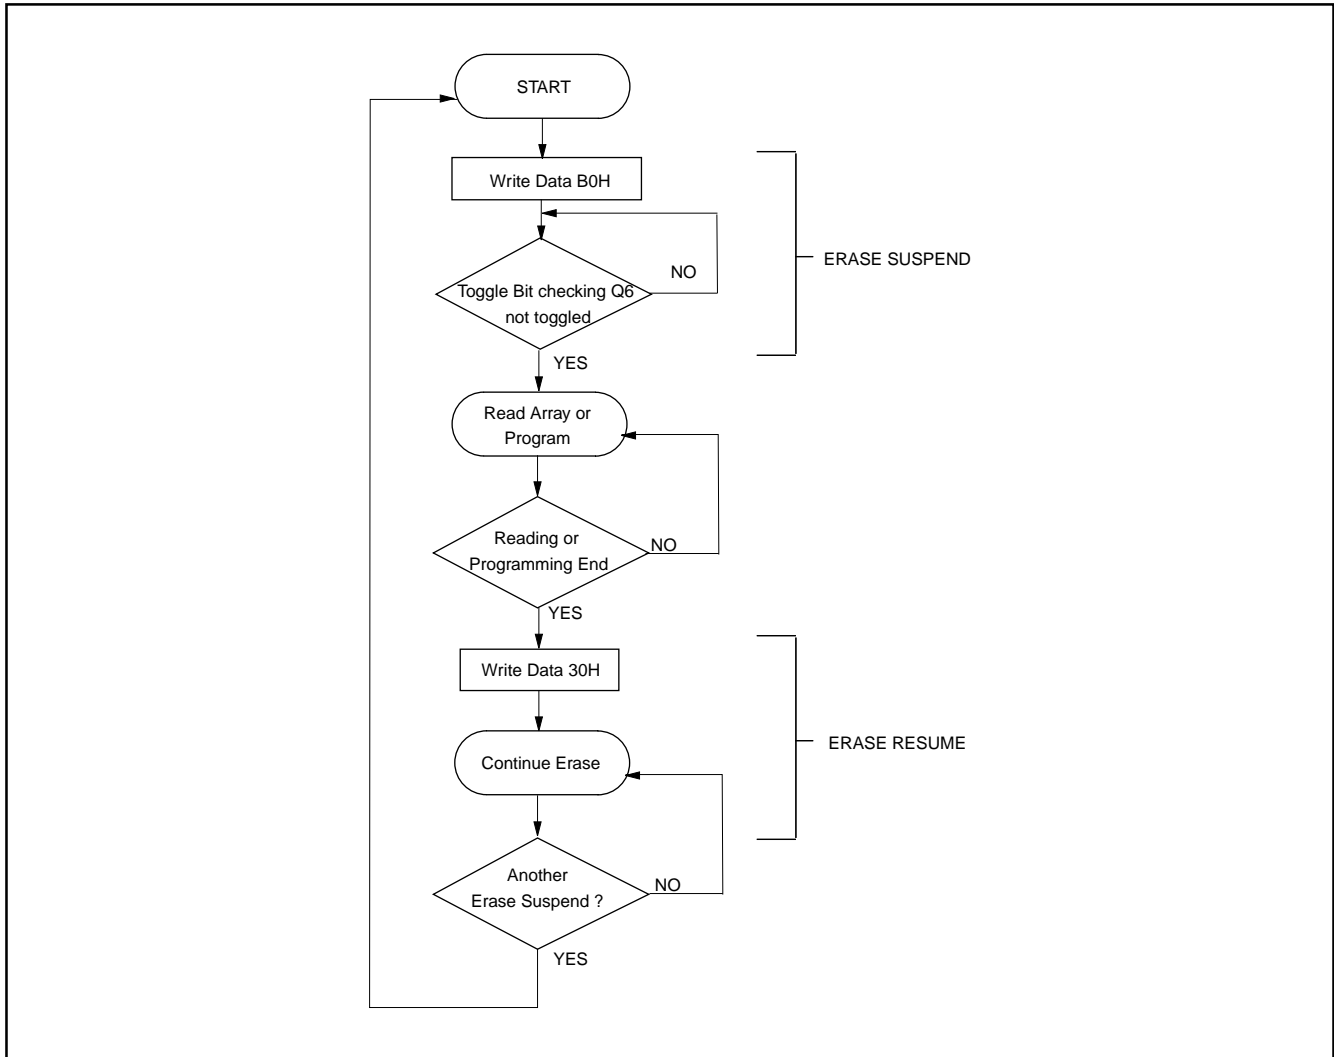 START
Write Data B0H
ERASE SUSPEND
NO
Toggle Bit checking Q6
not toggled
YES
Read Array or
Program
Reading or
Programming End
NO
YES
Write Data 30H
ERASE RESUME
Continue Erase
Another
Erase Suspend ?
NO
YES